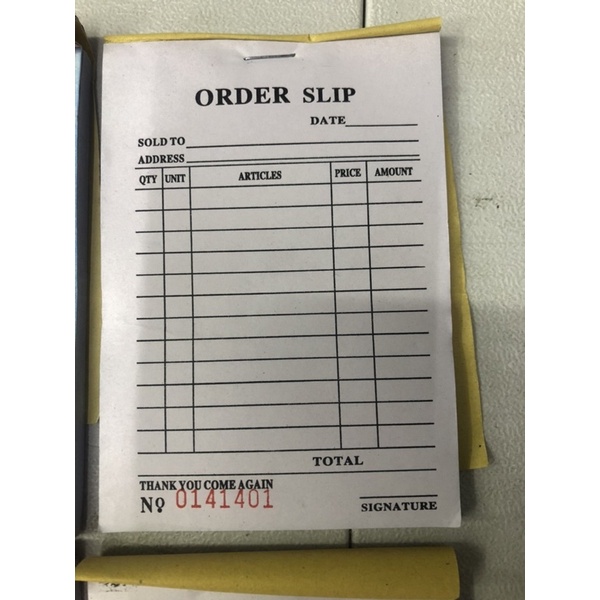 ORDER SLIP
DATE
SOLD TO
ADDRESS
QTY UNIT ARTICLES PRICE AMOUNT
TOTAL
THANK YOU COME AGAIN
Nº 0141401
SIGNATURE